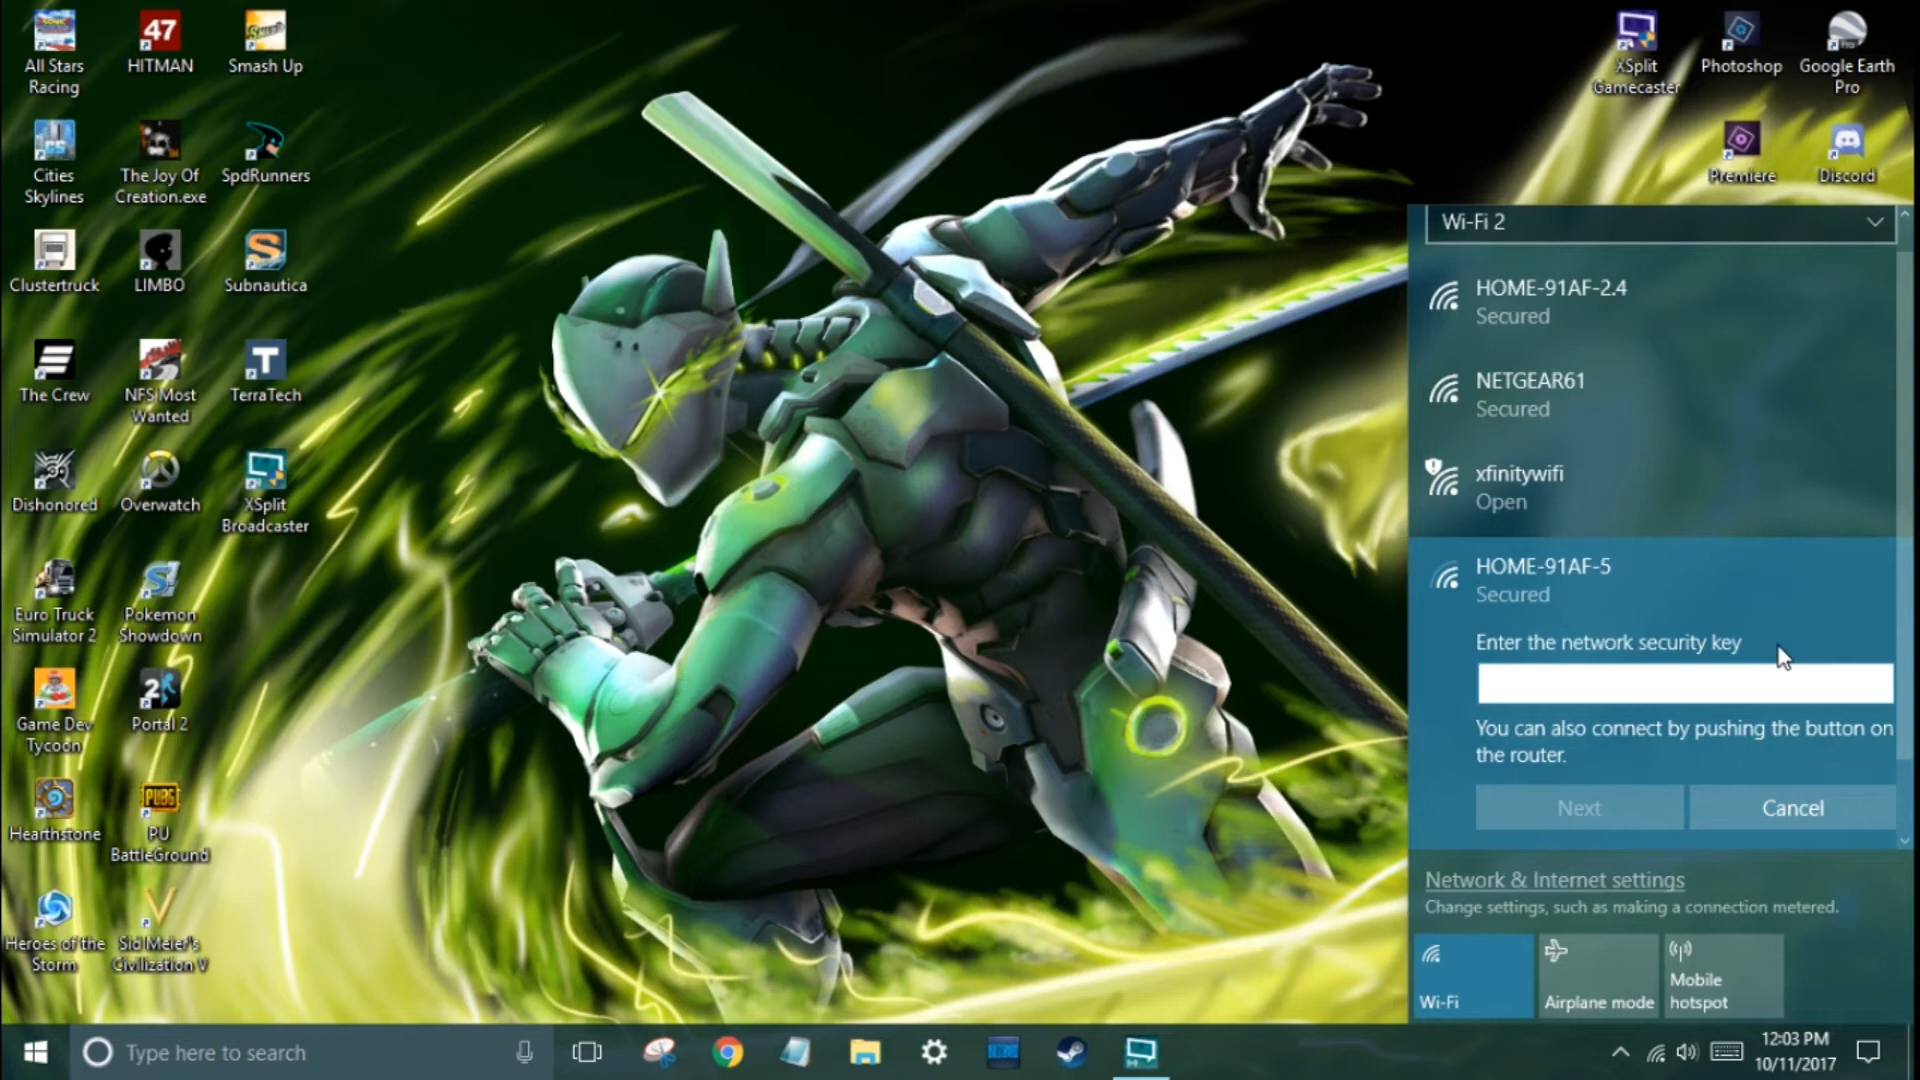 All Stars
Racing
HITMAN
Smash Up
Cities
Skylines
The Joy Of
Creation.exe
SpdRunners
Clustertruck
LIMBO
Subnautica
The Crew
NFS Most
Wanted
TerraTech
Dishonored
Overwatch
XSplit
Broadcaster
Euro Truck
Simulator 2
Pokemon
Showdown
Game Dev
Tycoon
Portal 2
Hearthstone
PU
BattleGround
Heroes of the
Storm
Sid Meier's
Civilization V
47
PUBG
2
XSplit
Gamecaster
Photoshop
Google Earth
Pro
Premiere
Discord
Wi-Fi 2
HOME-91AF-2.4
Secured
NETGEAR61
Secured
xfinitywifi
Open
HOME-91AF-5
Secured
Enter the network security key
You can also connect by pushing the button on
the router.
Next
Cancel
Network & Internet settings
Change settings, such as making a connection metered.
Wi-Fi
Airplane mode
Mobile
hotspot
Type here to search
12:03 PM
10/11/2017